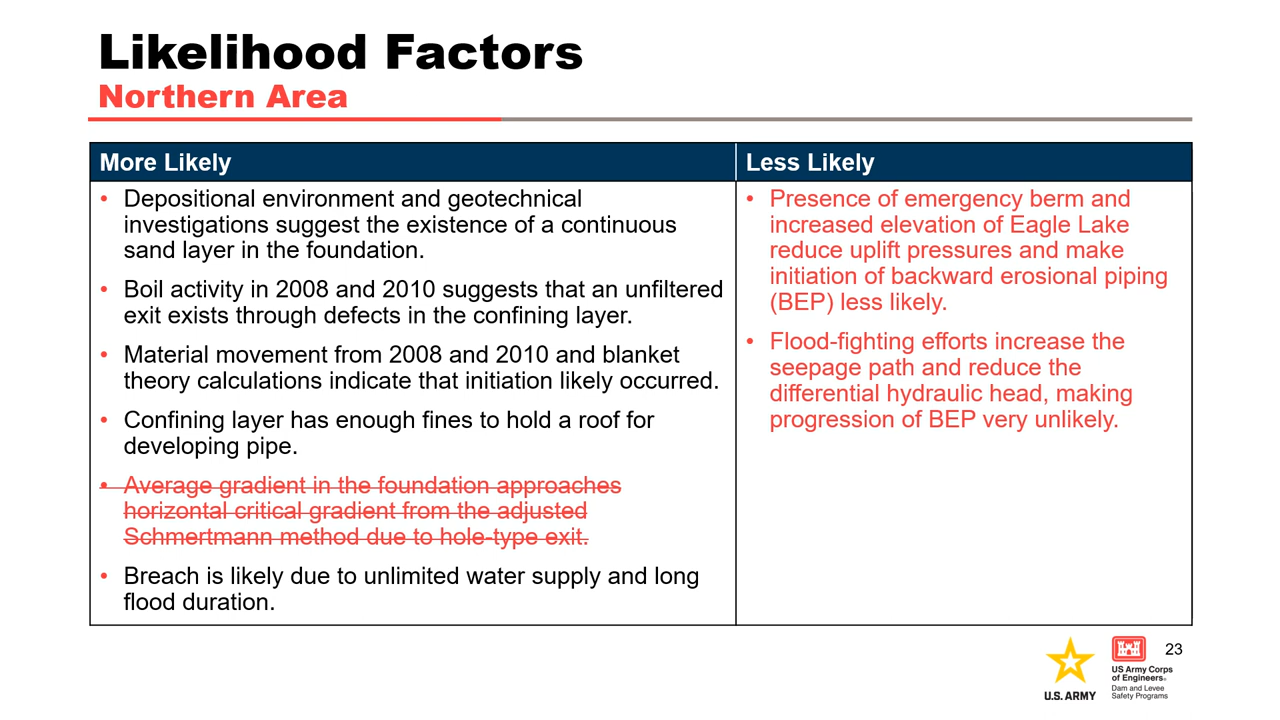 Likelihood Factors
Northern Area
More Likely
• Depositional environment and geotechnical
investigations suggest the existence of a continuous
sand layer in the foundation.
• Boil activity in 2008 and 2010 suggests that an unfiltered
exit exists through defects in the confining layer.
• Material movement from 2008 and 2010 and blanket
theory calculations indicate that initiation likely occurred.
• Confining layer has enough fines to hold a roof for
developing pipe.
• Average gradient in the foundation approaches
horizontal critical gradient from the adjusted
Schmertmann method due to hole-type exit.
• Breach is likely due to unlimited water supply and long
flood duration.
Less Likely
• Presence of emergency berm and
increased elevation of Eagle Lake
reduce uplift pressures and make
initiation of backward erosional piping
(BEP) less likely.
• Flood-fighting efforts increase the
seepage path and reduce the
differential hydraulic head, making
progression of BEP very unlikely.
U.S. ARMY
US Army Corps
of Engineers®
Dam and Levee
Safety Programs
23